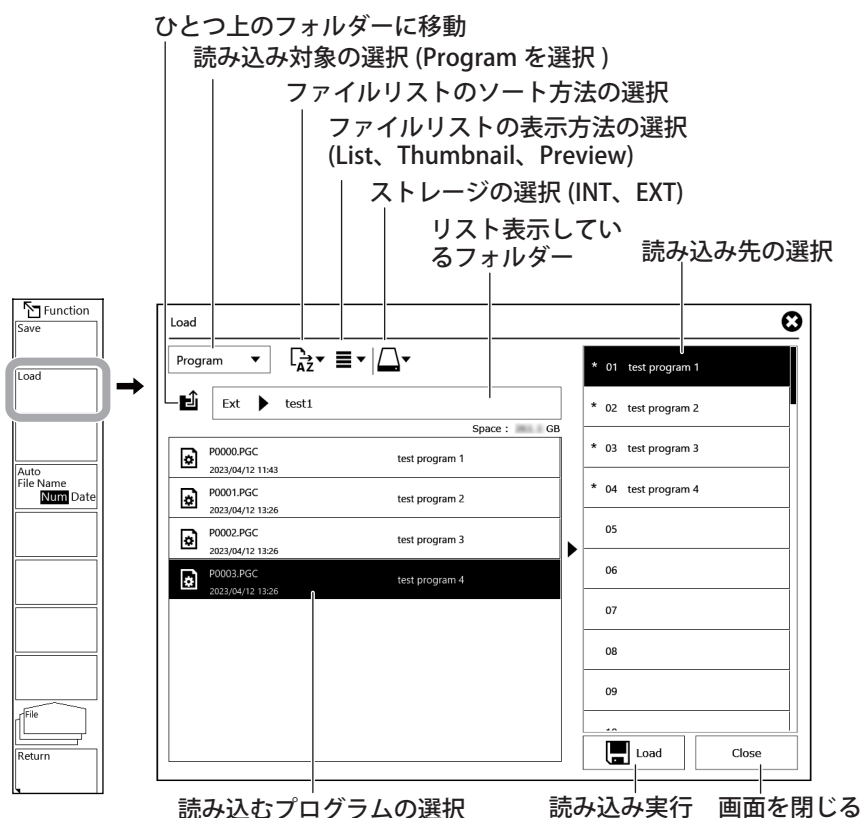 ひとつ上のフォルダーに移動
読み込み対象の選択 (Program を選択 )
ファイルリストのソート方法の選択
ファイルリストの表示方法の選択
(List、Thumbnail、Preview)
ストレージの選択 (INT、EXT)
リスト表示してい
るフォルダー
読み込み先の選択
Function
Save
Load
Auto
File Name
Num Date
File
Return
Load
Program
AZ
Ext test1
Space : GB
P0000.PGC
2023/04/12 11:43
test program 1
P0001.PGC
2023/04/12 13:26
test program 2
P0002.PGC
2023/04/12 13:26
test program 3
P0003.PGC
2023/04/12 13:26
test program 4
* 01 test program 1
* 02 test program 2
* 03 test program 3
* 04 test program 4
05
06
07
08
09
Load
Close
読み込むプログラムの選択
読み込み実行
画面を閉じる